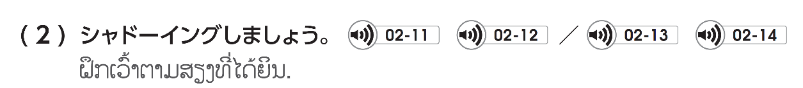 (2) シャドーイングしましょう。 02-11 02-12 / 02-13 02-14
ຝຶກເວົ້າຕາມສຽງທີ່ໄດ້ຍິນ.